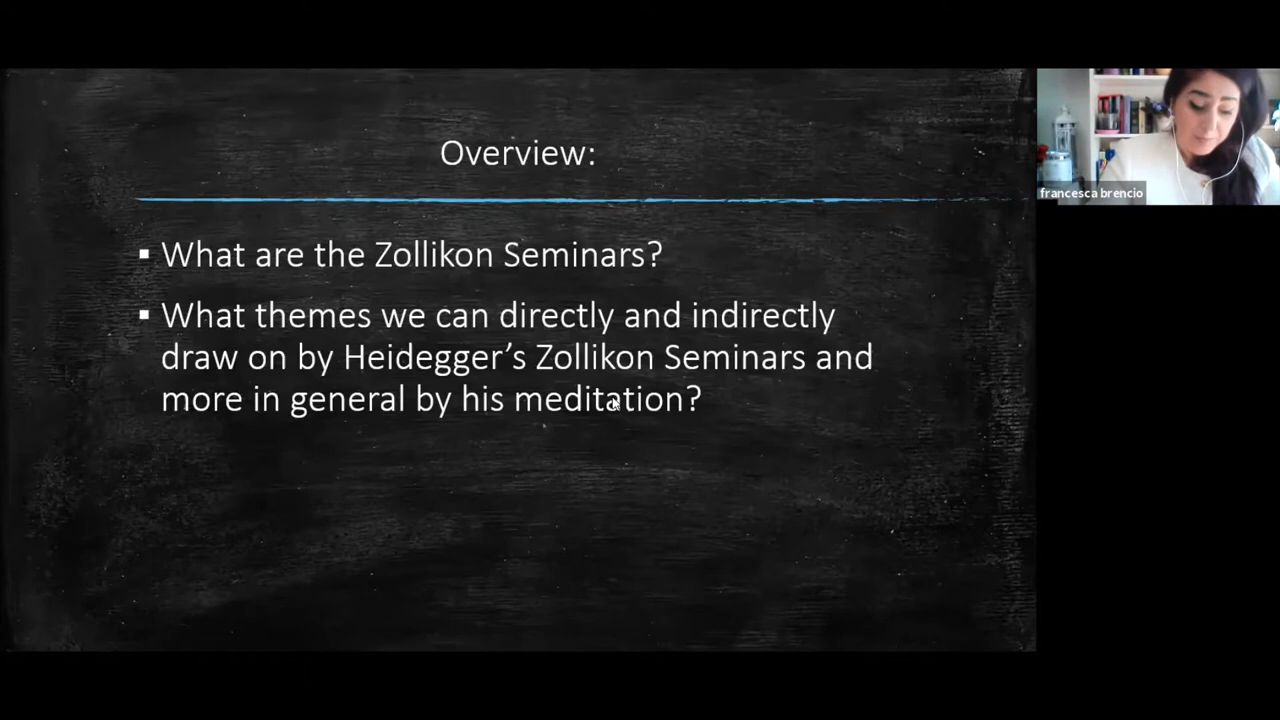 Overview:
▪ What are the Zollikon Seminars?
▪ What themes we can directly and indirectly
draw on by Heidegger’s Zollikon Seminars and
more in general by his meditation?
francesca brencio